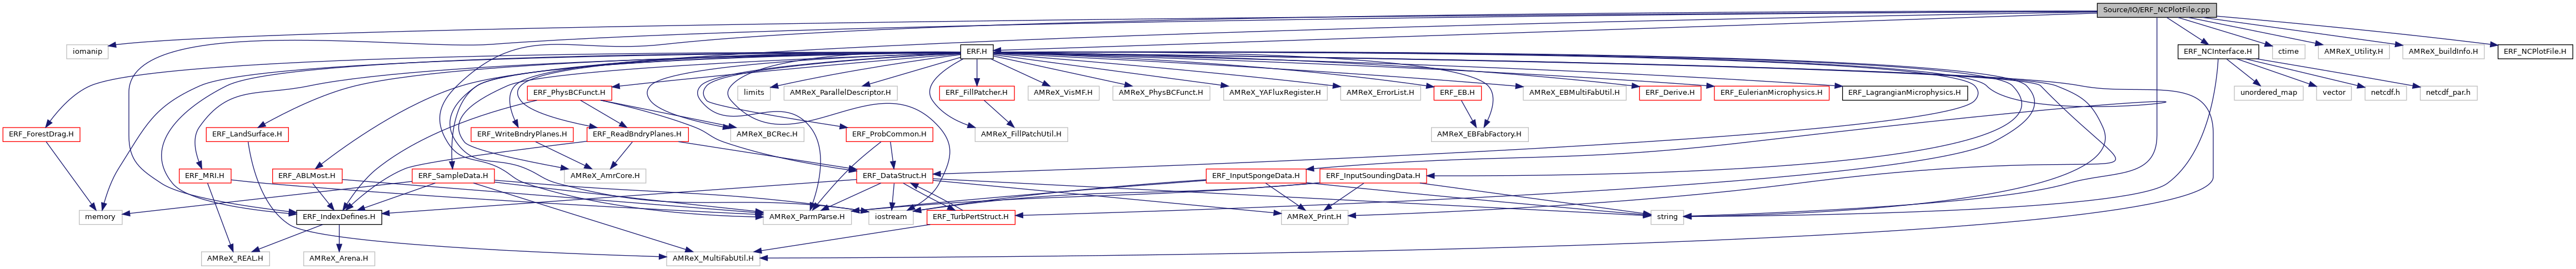 Source/IO/ERF_NCPlotFile.cpp
iomanip
ERF.H
ERF_NCInterface.H
ctime
AMReX_Utility.H
AMReX_buildInfo.H
ERF_NCPlotFile.H
ERF_PhysBCFunct.H
limits
AMReX_ParallelDescriptor.H
ERF_FillPatcher.H
AMReX_VisMF.H
AMReX_PhysBCFunct.H
AMReX_YAFluxRegister.H
AMReX_ErrorList.H
ERF_EB.H
AMReX_EBMultiFabUtil.H
ERF_Derive.H
ERF_EulerianMicrophysics.H
ERF_LagrangianMicrophysics.H
unordered_map
vector
netcdf.h
netcdf_par.h
ERF_ForestDrag.H
ERF_LandSurface.H
ERF_WriteBndryPlanes.H
ERF_ReadBndryPlanes.H
AMReX_BCRec.H
ERF_ProbCommon.H
AMReX_FillPatchUtil.H
AMReX_EBFabFactory.H
ERF_MRI.H
ERF_ABLMost.H
ERF_SampleData.H
AMReX_AmrCore.H
ERF_DataStruct.H
ERF_InputSpongeData.H
ERF_InputSoundingData.H
memory
ERF_IndexDefines.H
AMReX_ParmParse.H
iostream
ERF_TurbPertStruct.H
AMReX_Print.H
string
AMReX_REAL.H
AMReX_Arena.H
AMReX_MultiFabUtil.H